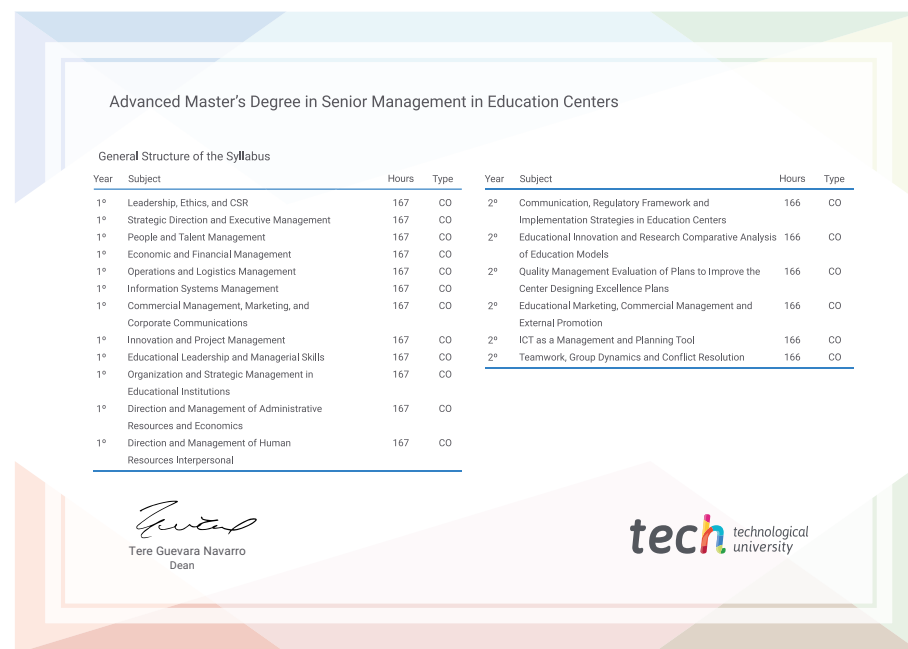 Advanced Master's Degree in Senior Management in Education Centers
General Structure of the Syllabus
Year Subject Hours Type
1º Leadership, Ethics, and CSR 167 CO
1º Strategic Direction and Executive Management 167 CO
1º People and Talent Management 167 CO
1º Economic and Financial Management 167 CO
1º Operations and Logistics Management 167 CO
1º Information Systems Management 167 CO
1º Commercial Management, Marketing, and 167 CO
Corporate Communications
1º Innovation and Project Management 167 CO
1º Educational Leadership and Managerial Skills 167 CO
1º Organization and Strategic Management in 167 CO
Educational Institutions
1º Direction and Management of Administrative 167 CO
Resources and Economics
1º Direction and Management of Human 167 CO
Resources Interpersonal
Year Subject Hours Type
2º Communication, Regulatory Framework and 166 CO
Implementation Strategies in Education Centers
2º Educational Innovation and Research Comparative Analysis 166 CO
of Education Models
2º Quality Management Evaluation of Plans to Improve the 166 CO
Center Designing Excellence Plans
2º Educational Marketing, Commercial Management and 166 CO
External Promotion
2º ICT as a Management and Planning Tool 166 CO
2º Teamwork, Group Dynamics and Conflict Resolution 166 CO
Tere Guevara Navarro
Dean
tech technological
university